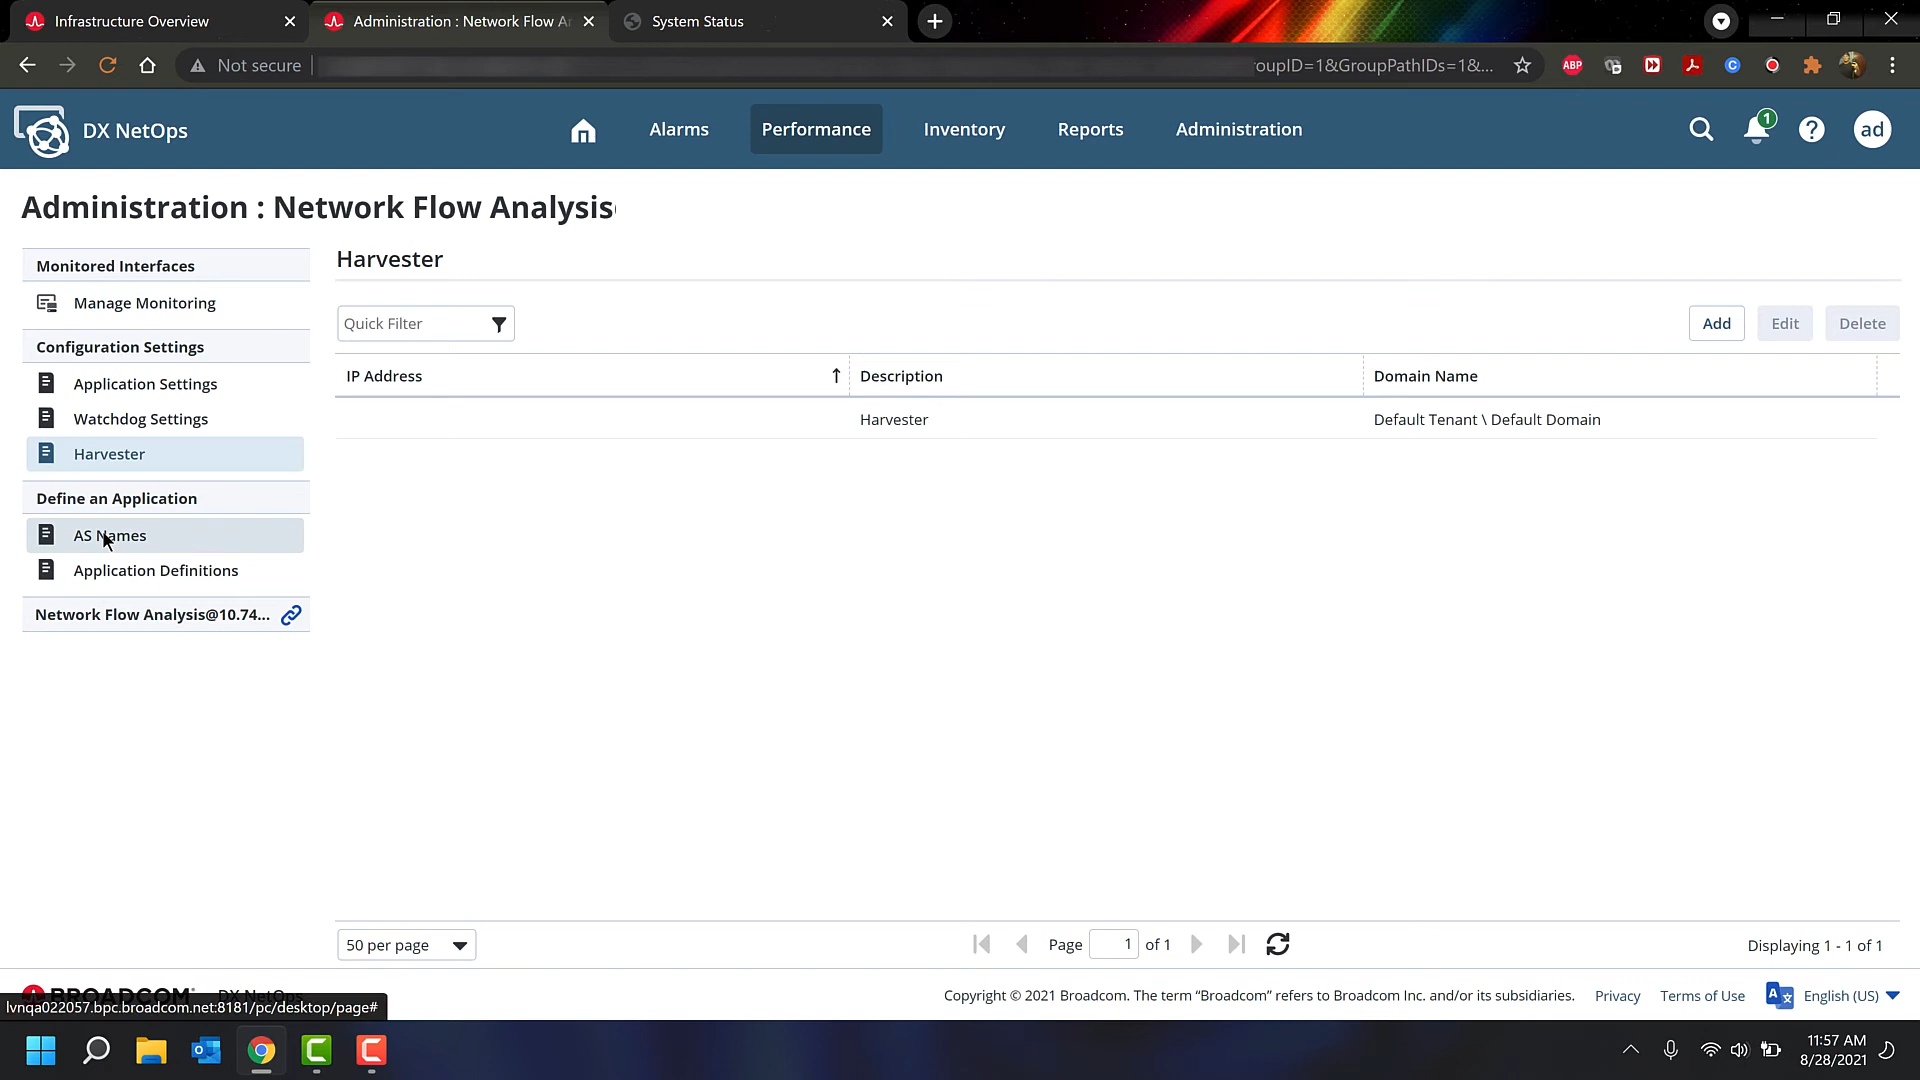 Infrastructure Overview
Administration : Network Flow An
System Status
Not secure
roupID=1&GroupPathIDs=1&...
ABP
C
DX NetOps
Alarms
Performance
Inventory
Reports
Administration
1
ad
Administration : Network Flow Analysis
Monitored Interfaces
Manage Monitoring
Configuration Settings
Application Settings
Watchdog Settings
Harvester
Define an Application
AS Names
Application Definitions
Network Flow Analysis@10.74...
Harvester
Quick Filter
Add
Edit
Delete
IP Address
Description
Domain Name
Harvester
Default Tenant \ Default Domain
50 per page
Page
1
of 1
Displaying 1 - 1 of 1
BROADCOM
DX NetOps
lvnqa022057.bpc.broadcom.net:8181/pc/desktop/page#
Copyright © 2021 Broadcom. The term “Broadcom” refers to Broadcom Inc. and/or its subsidiaries.
Privacy
Terms of Use
English (US)
11:57 AM
8/28/2021